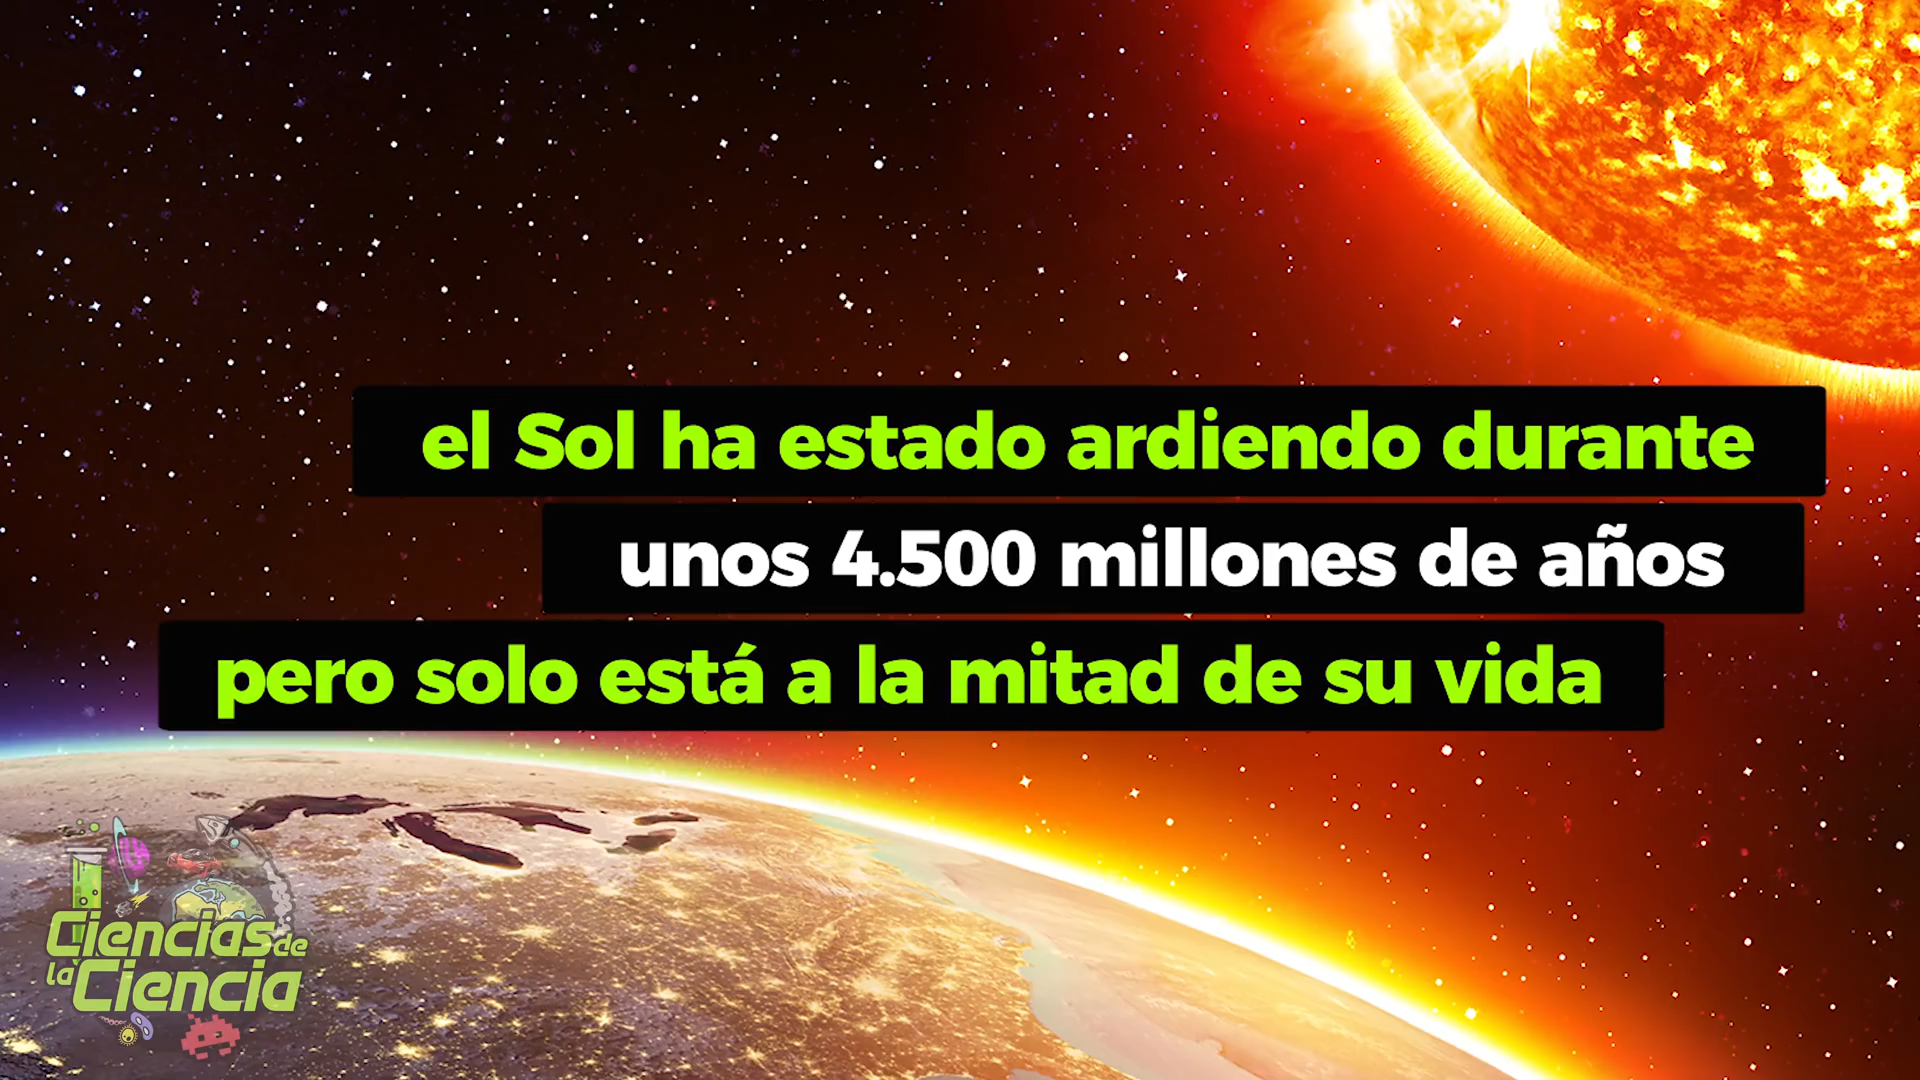 el Sol ha estado ardiendo durante
unos 4.500 millones de años
pero solo está a la mitad de su vida
Ciencias de
la Ciencia